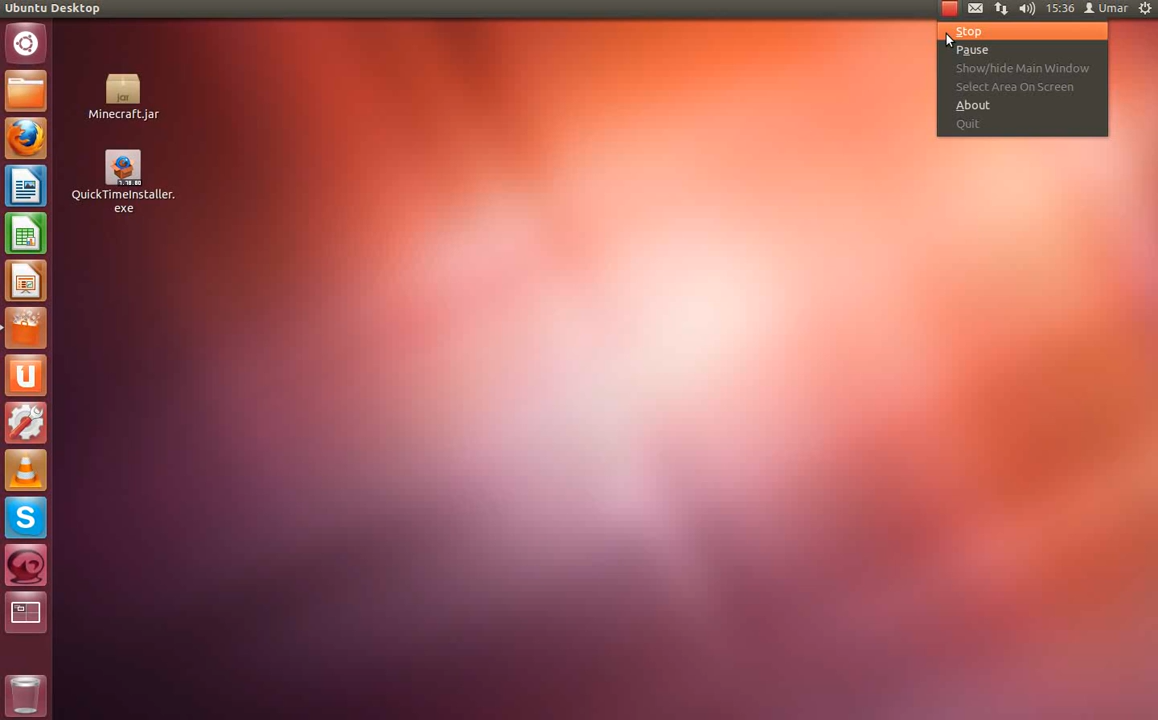 Ubuntu Desktop
15:36
Umar
Stop
Pause
Show/hide Main Window
Select Area On Screen
About
Quit
jar
Minecraft.jar
QuickTimeInstaller.
exe
U
S